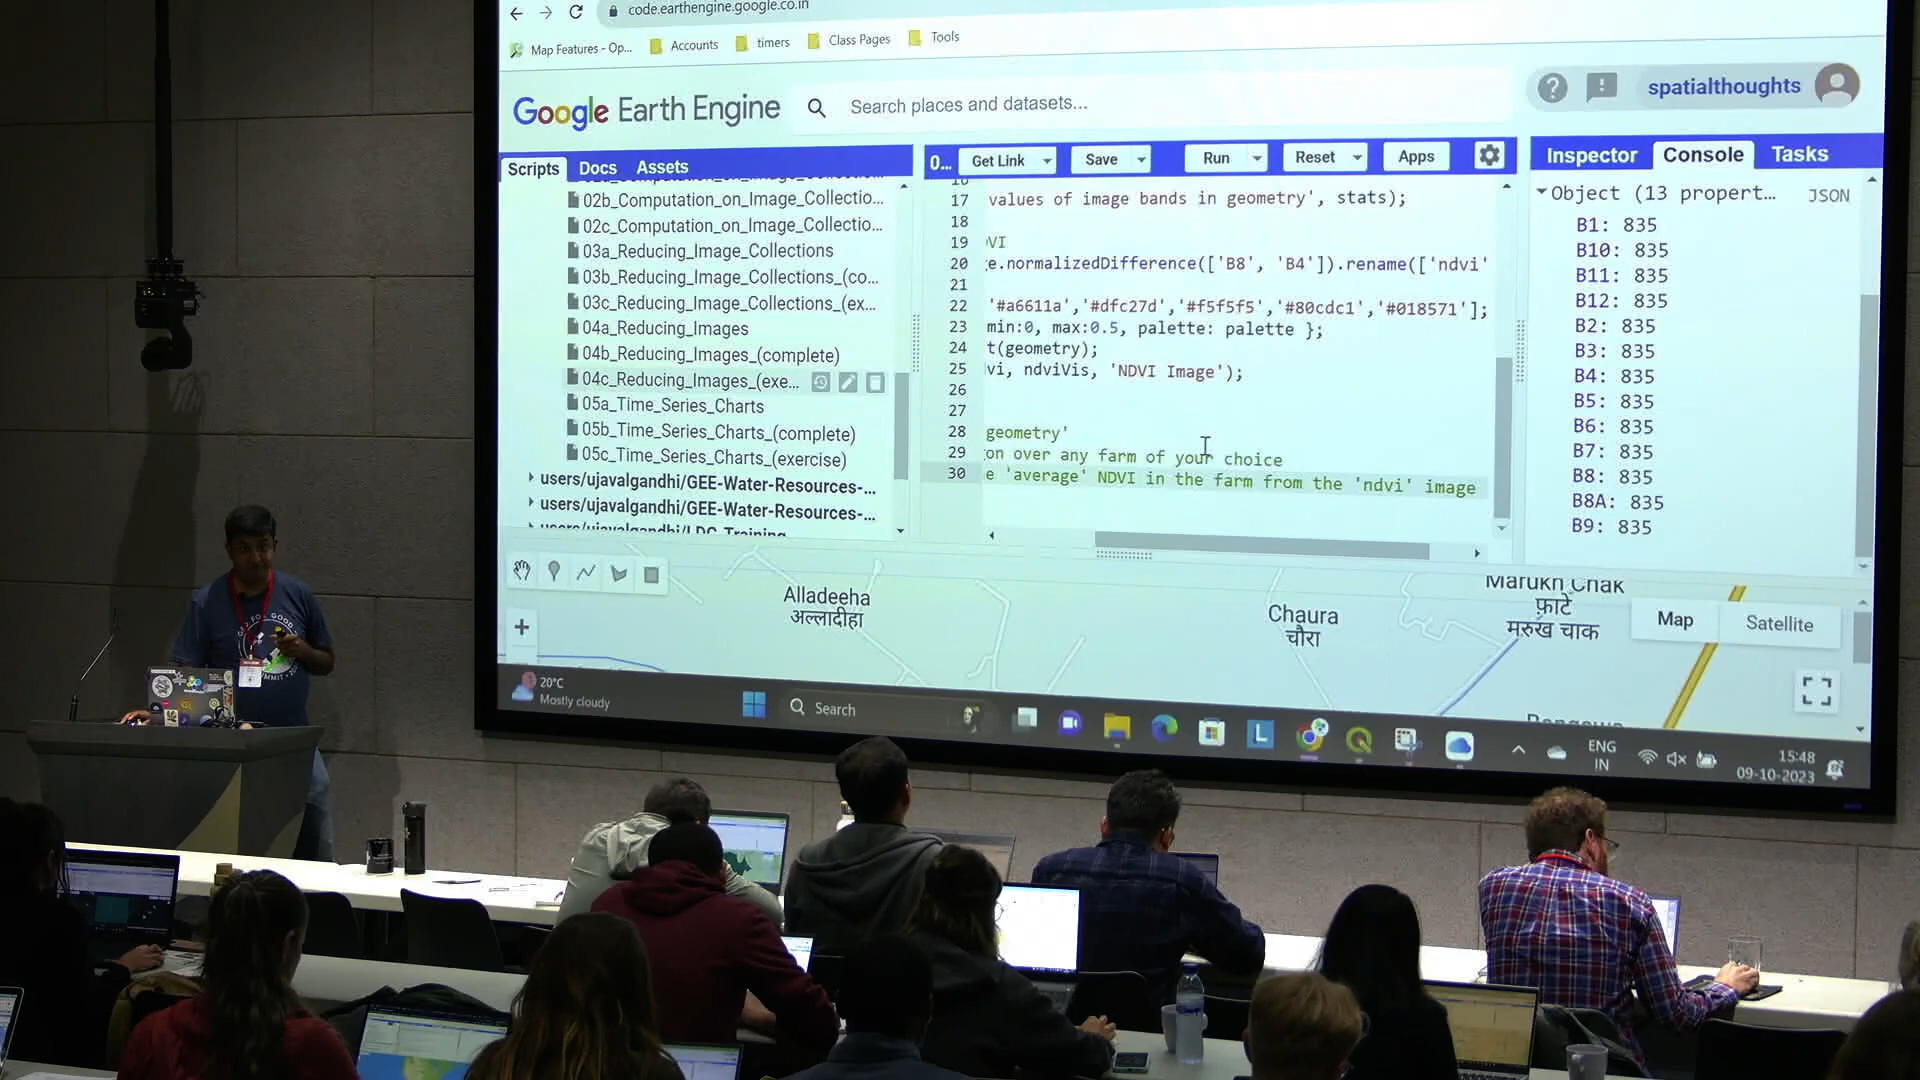 code.earthengine.google.co.in
Map Features - Op...
Accounts
timers
Class Pages
Tools
Google Earth Engine
Search places and datasets...
spatialthoughts
Scripts
Docs
Assets
02b_Computation_on_Image_Collectio...
02c_Computation_on_Image_Collectio...
03a_Reducing_Image_Collections
03b_Reducing_Image_Collections_(co...
03c_Reducing_Image_Collections_(ex...
04a_Reducing_Images
04b_Reducing_Images_(complete)
04c_Reducing_Images_(exe...
05a_Time_Series_Charts
05b_Time_Series_Charts_(complete)
05c_Time_Series_Charts_(exercise)
users/ujavalgandhi/GEE-Water-Resources-...
users/ujavalgandhi/GEE-Water-Resources-...
users/ujavalgandhi/LDC-Training
0...
Get Link
Save
Run
Reset
Apps
16
17 values of image bands in geometry', stats);
18
19 VI
20 e.normalizedDifference(['B8', 'B4']).rename(['ndvi'
21
22 '#a6611a','#dfc27d','#f5f5f5','#80cdc1','#018571'];
23 min:0, max:0.5, palette: palette };
24 t(geometry);
25 vi, ndviVis, 'NDVI Image');
26
27
28 geometry'
29 on over any farm of your choice
30 e 'average' NDVI in the farm from the 'ndvi' image
Inspector
Console
Tasks
Object (13 propert...
JSON
B1: 835
B10: 835
B11: 835
B12: 835
B2: 835
B3: 835
B4: 835
B5: 835
B6: 835
B7: 835
B8: 835
B8A: 835
B9: 835
Alladeeha
अल्लादीहा
Chaura
चौरा
Marukh Chak
फ़ाटे
मरुख चाक
Map
Satellite
20°C
Mostly cloudy
Search
ENG
IN
15:48
09-10-2023